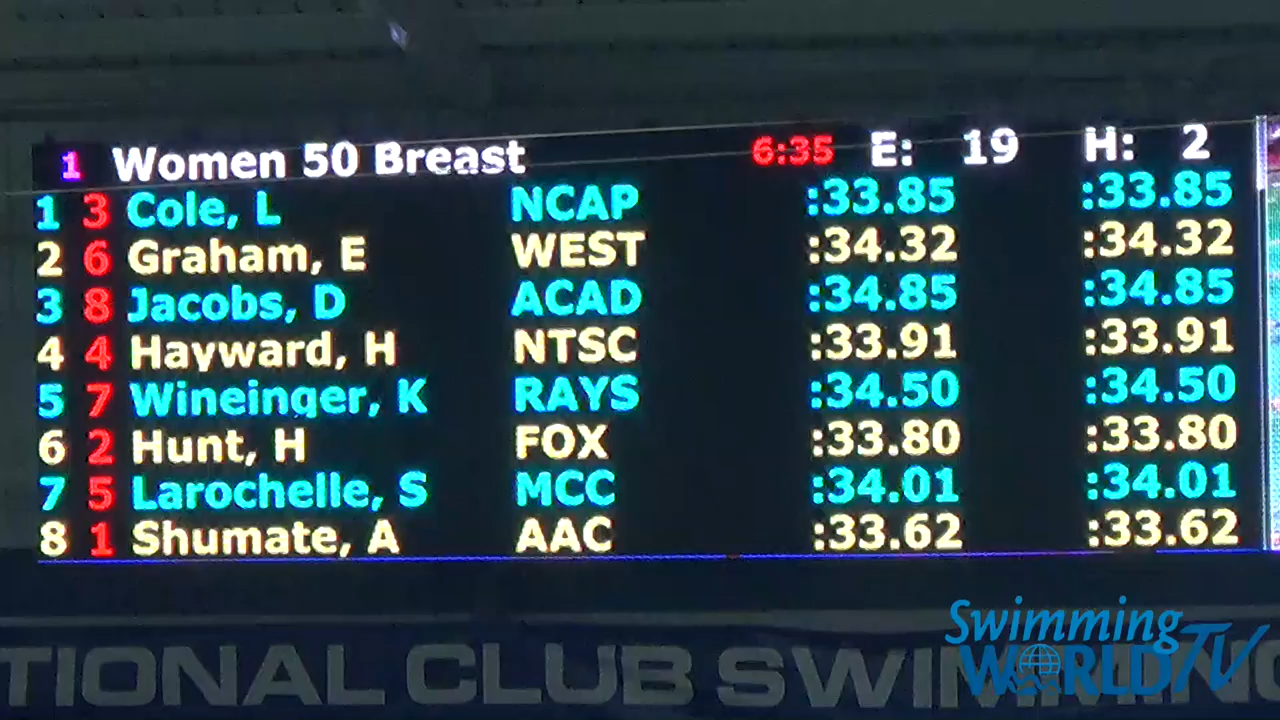 1 Women 50 Breast 6:35 E: 19 H: 2
1 3 Cole, L NCAP :33.85 :33.85
2 6 Graham, E WEST :34.32 :34.32
3 8 Jacobs, D ACAD :34.85 :34.85
4 4 Hayward, H NTSC :33.91 :33.91
5 7 Wineinger, K RAYS :34.50 :34.50
6 2 Hunt, H FOX :33.80 :33.80
7 5 Larochelle, S MCC :34.01 :34.01
8 1 Shumate, A AAC :33.62 :33.62
TIONAL CLUB SWIMMING
Swimming
WORLD TV